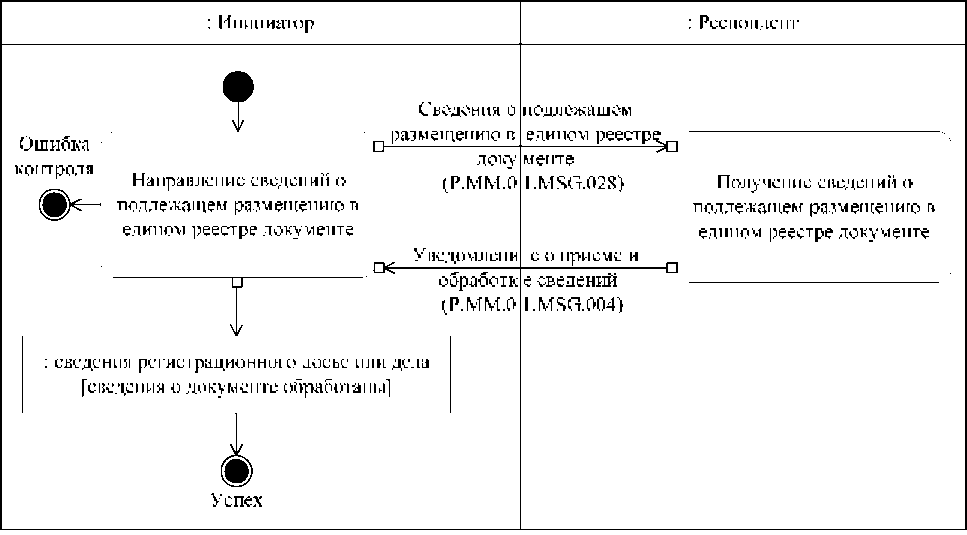 : Инициатор
: Респондент
Сведения о подлежащем
размещению в едином реестре
документе
(P.MM.01.MSG.028)
Ошибка
контроля
Направление сведений о
подлежащем размещению в
едином реестре документе
Получение сведений о
подлежащем размещению в
едином реестре документе
Уведомление о приеме и
обработке сведений
(P.MM.01.MSG.004)
: сведения регистрационного досье или дела
[сведения о документе обработаны]
Успех